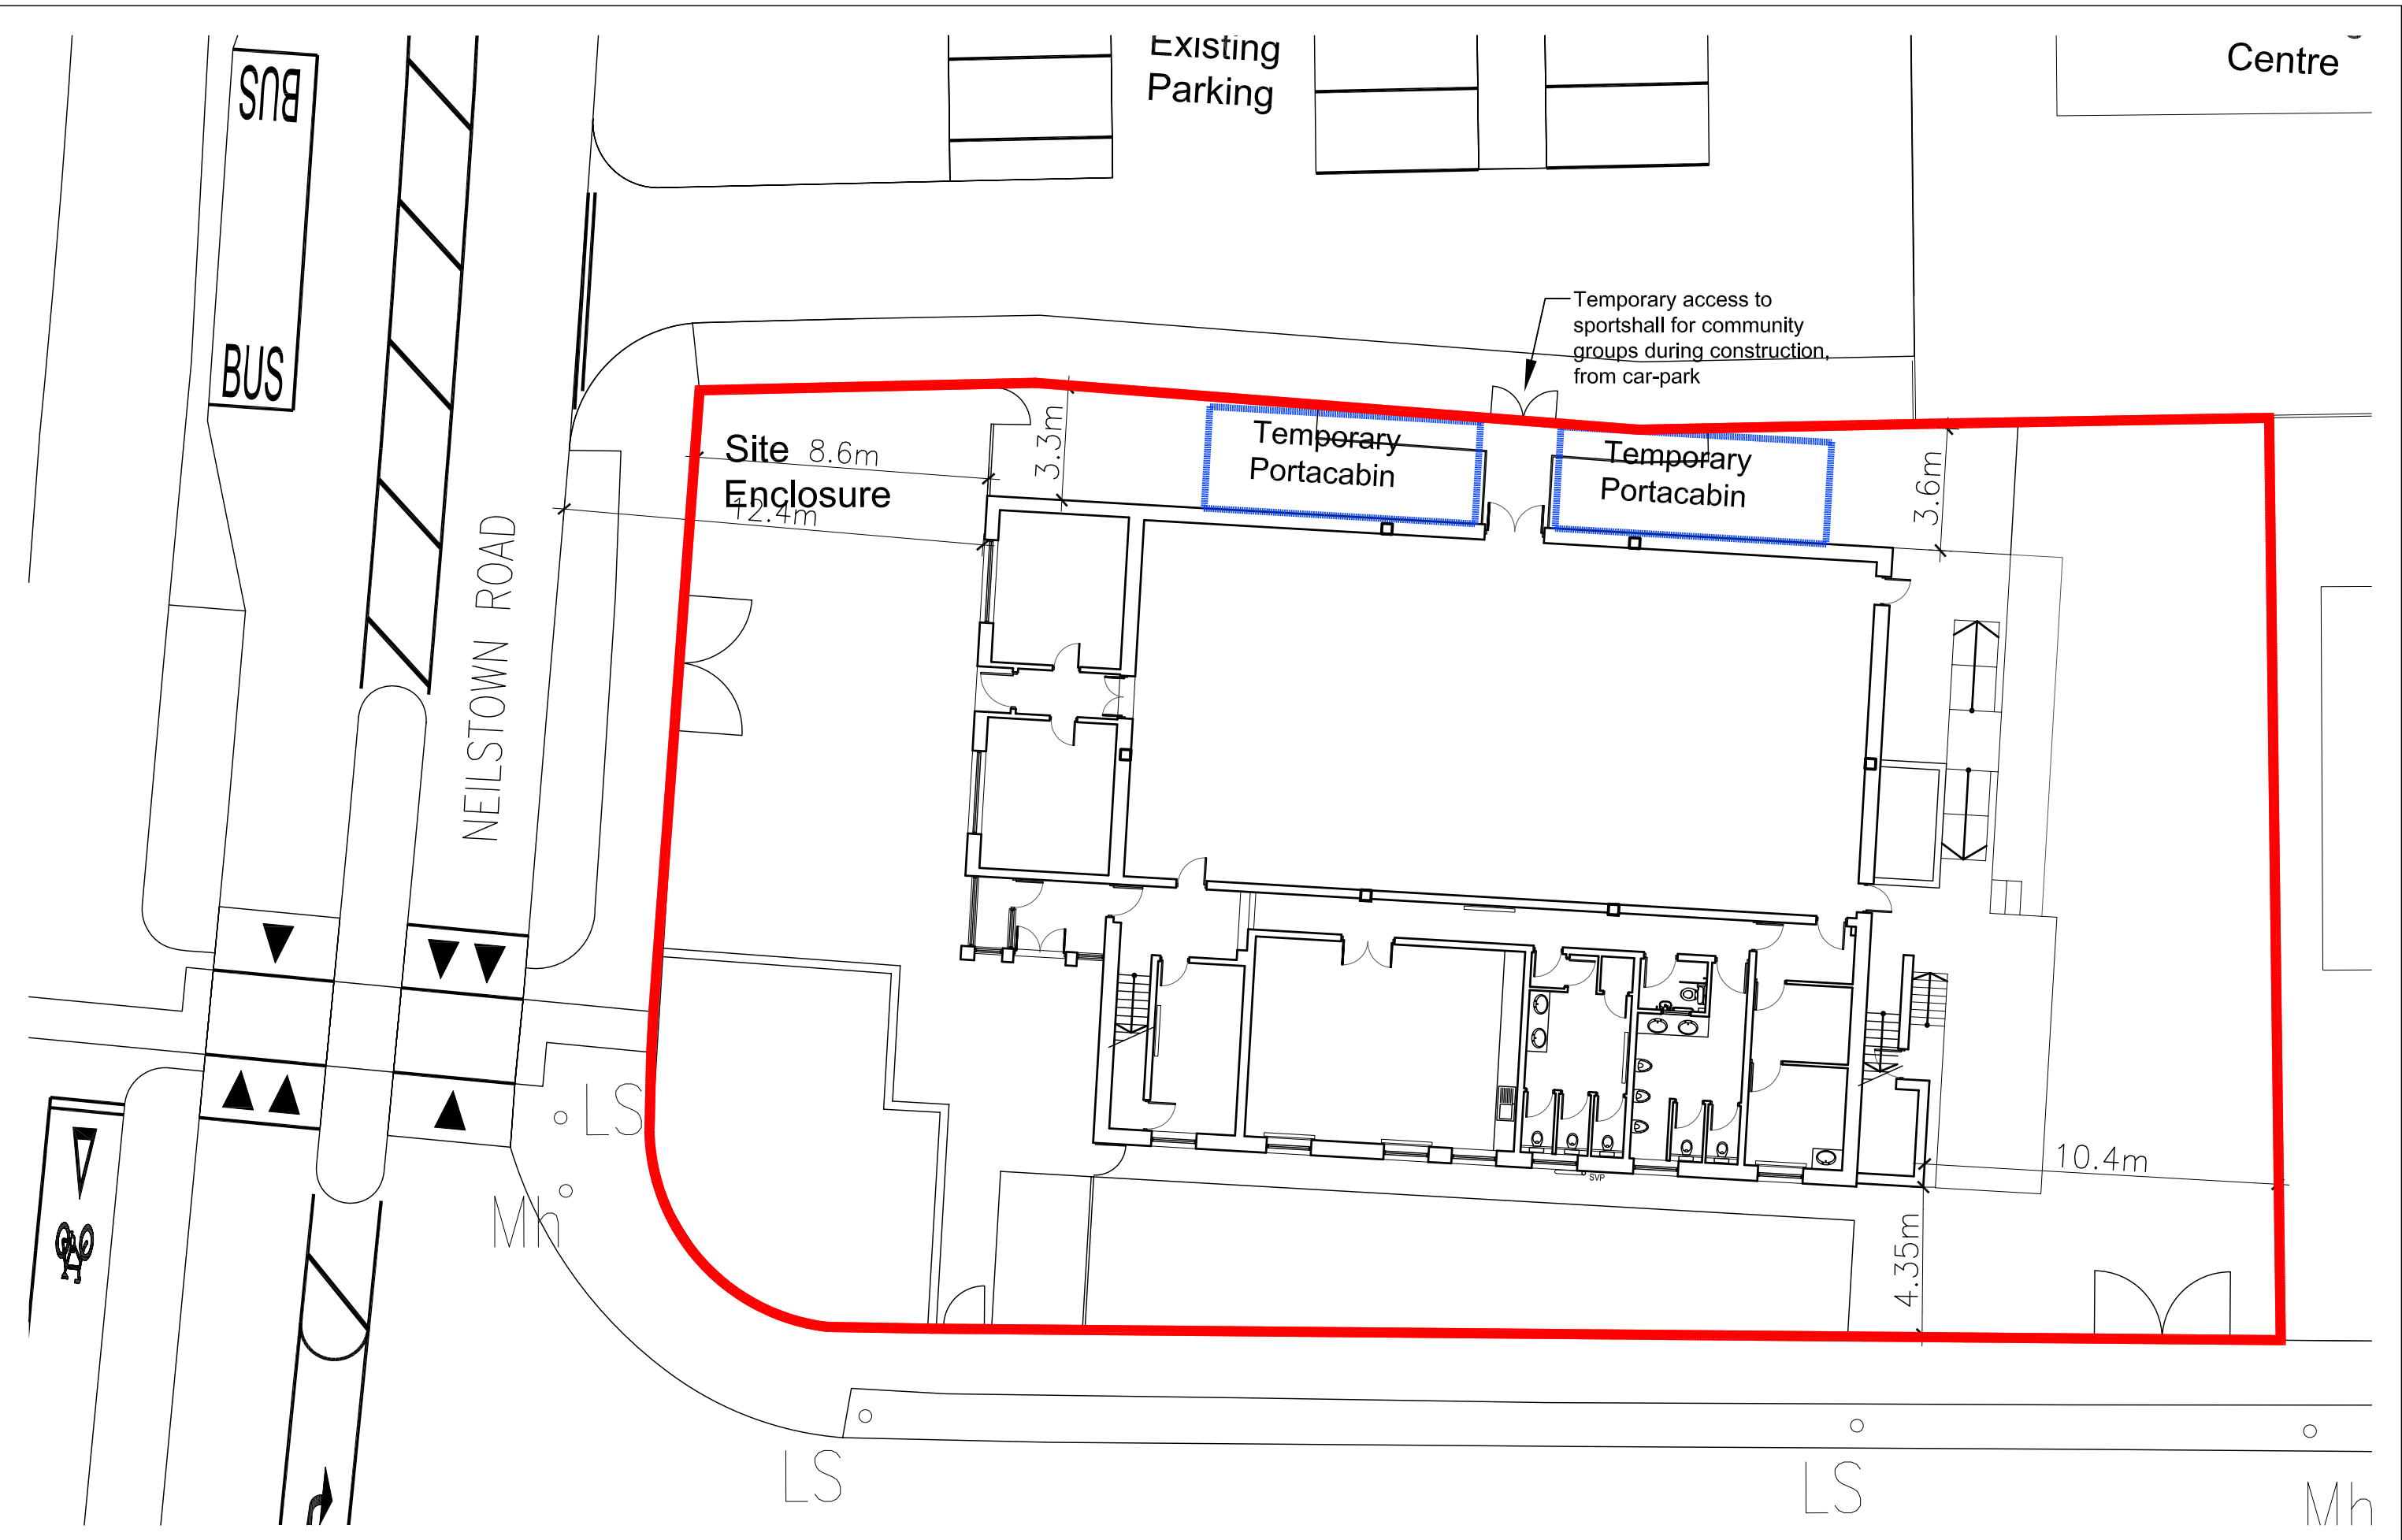 BUS
BUS
Existing
Parking
Centre
Temporary access to
sportshall for community
groups during construction,
from car-park
Site
Enclosure
8.6m
12.4m
3.3m
Temporary
Portacabin
Temporary
Portacabin
3.6m
NEILSTOWN ROAD
LS
Mh
SVP
10.4m
4.35m
LS
LS
Mh